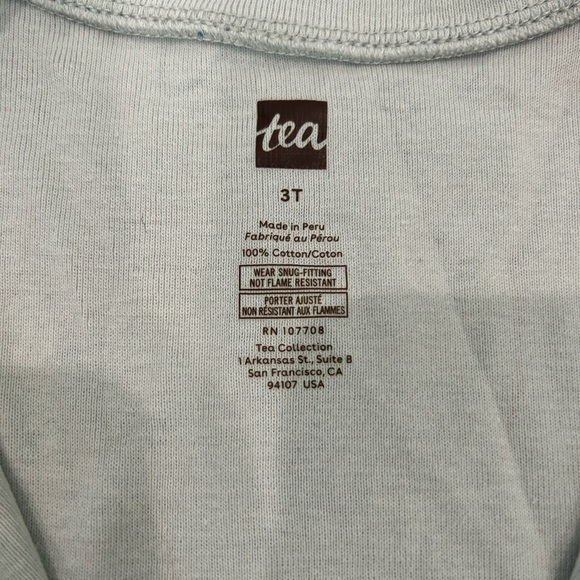 tea
3T
Made in Peru
Fabriqué au Pérou
100% Cotton/Coton
WEAR SNUG-FITTING
NOT FLAME RESISTANT
PORTER AJUSTÉ
NON RÉSISTANT AUX FLAMMES
RN 107708
Tea Collection
1 Arkansas St., Suite B
San Francisco, CA
94107 USA